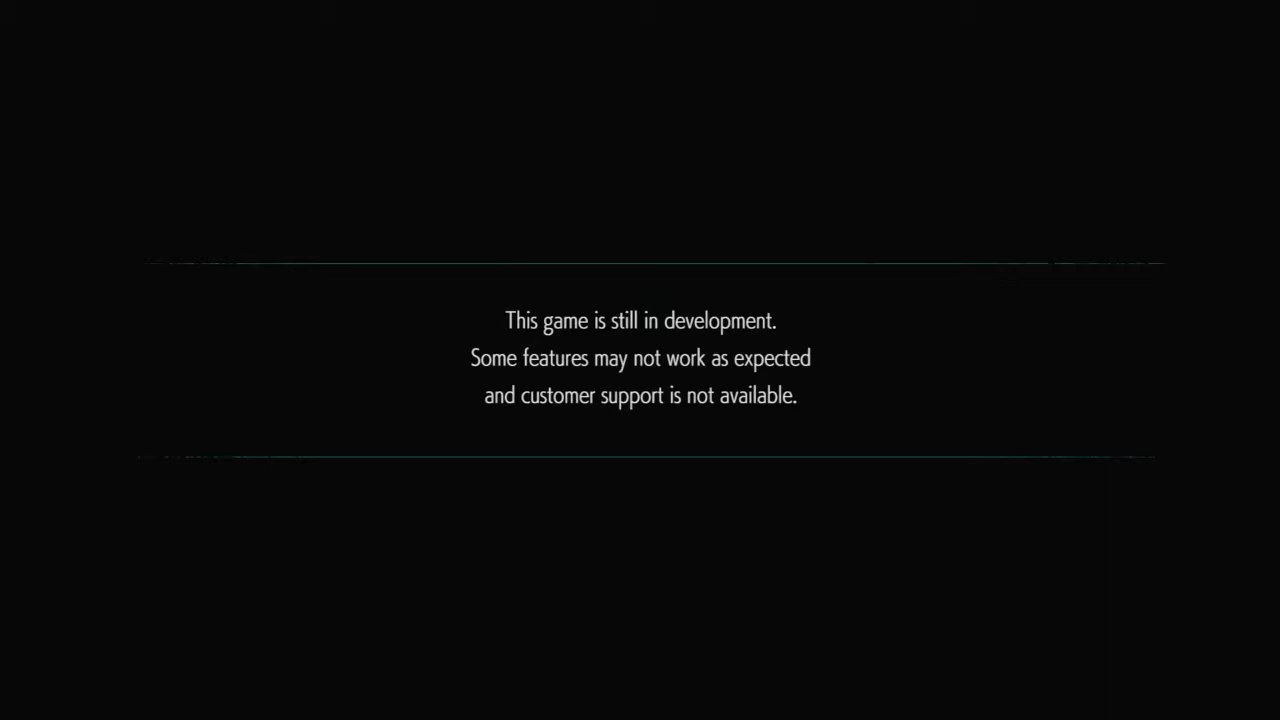 This game is still in development.
Some features may not work as expected
and customer support is not available.